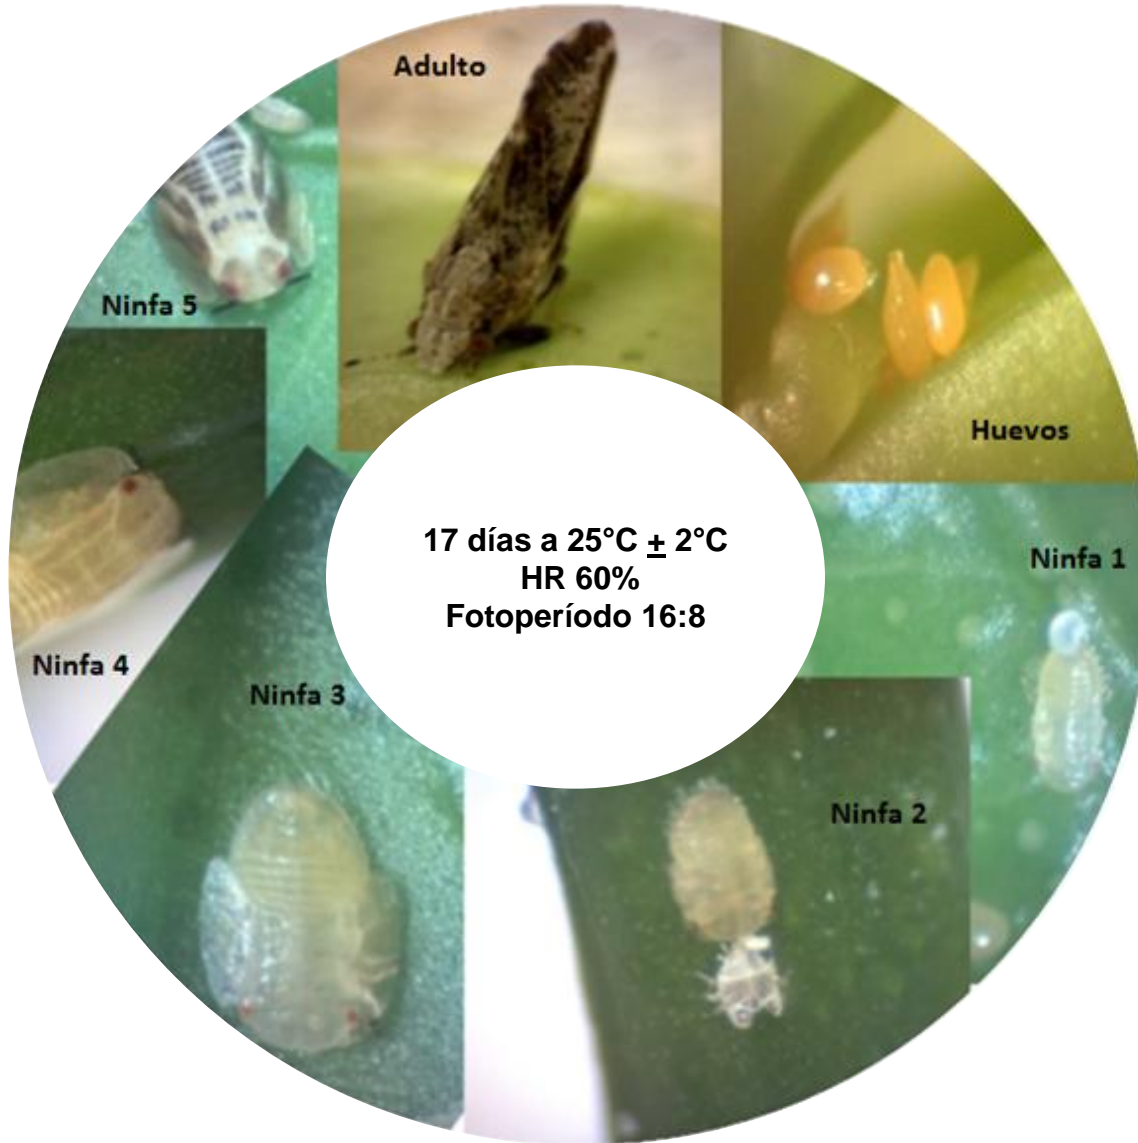 Adulto
Huevos
Ninfa 1
Ninfa 2
Ninfa 3
Ninfa 4
Ninfa 5
17 días a 25°C ± 2°C
HR 60%
Fotoperíodo 16:8